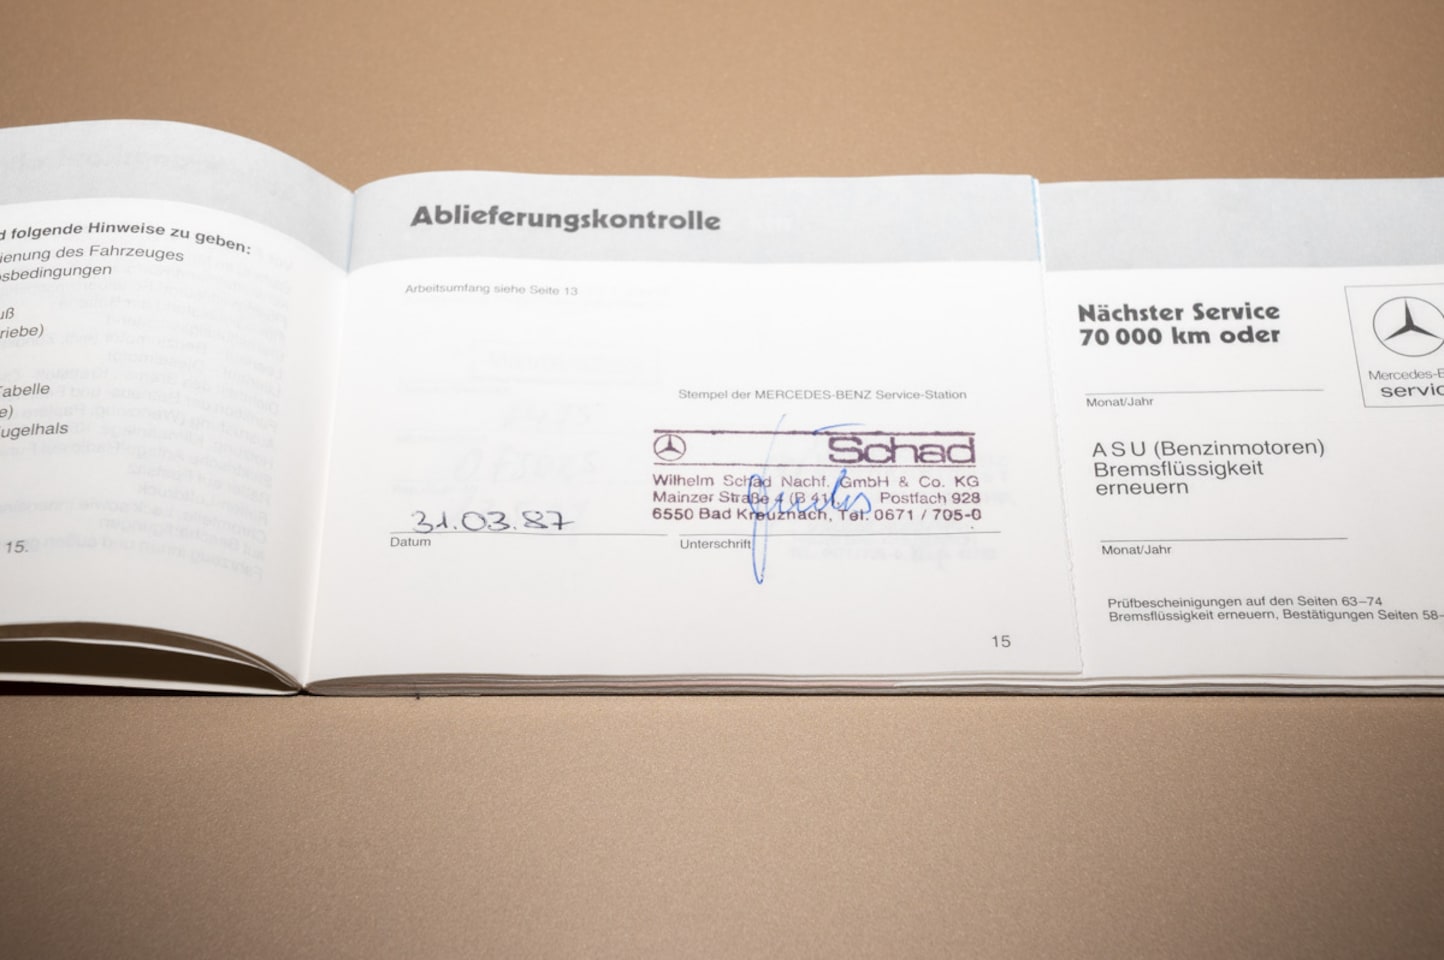 d folgende Hinweise zu geben:
ienung des Fahrzeuges
sbedingungen
uß
riebe)
Tabelle
e)
ugelhals
15.
Ablieferungskontrolle
Arbeitsumfang siehe Seite 13
Stempel der MERCEDES-BENZ Service-Station
Schad
Wilhelm Schad Nachf. GmbH & Co. KG
Mainzer Straße 4 (B 41), Postfach 928
6550 Bad Kreuznach, Tel. 0671 / 705-0
31.03.87
Datum
Unterschrift
15
Nächster Service
70 000 km oder
Monat/Jahr
A S U (Benzinmotoren)
Bremsflüssigkeit
erneuern
Monat/Jahr
Prüfbescheinigungen auf den Seiten 63–74
Bremsflüssigkeit erneuern, Bestätigungen Seiten 58-
Mercedes-B
servic